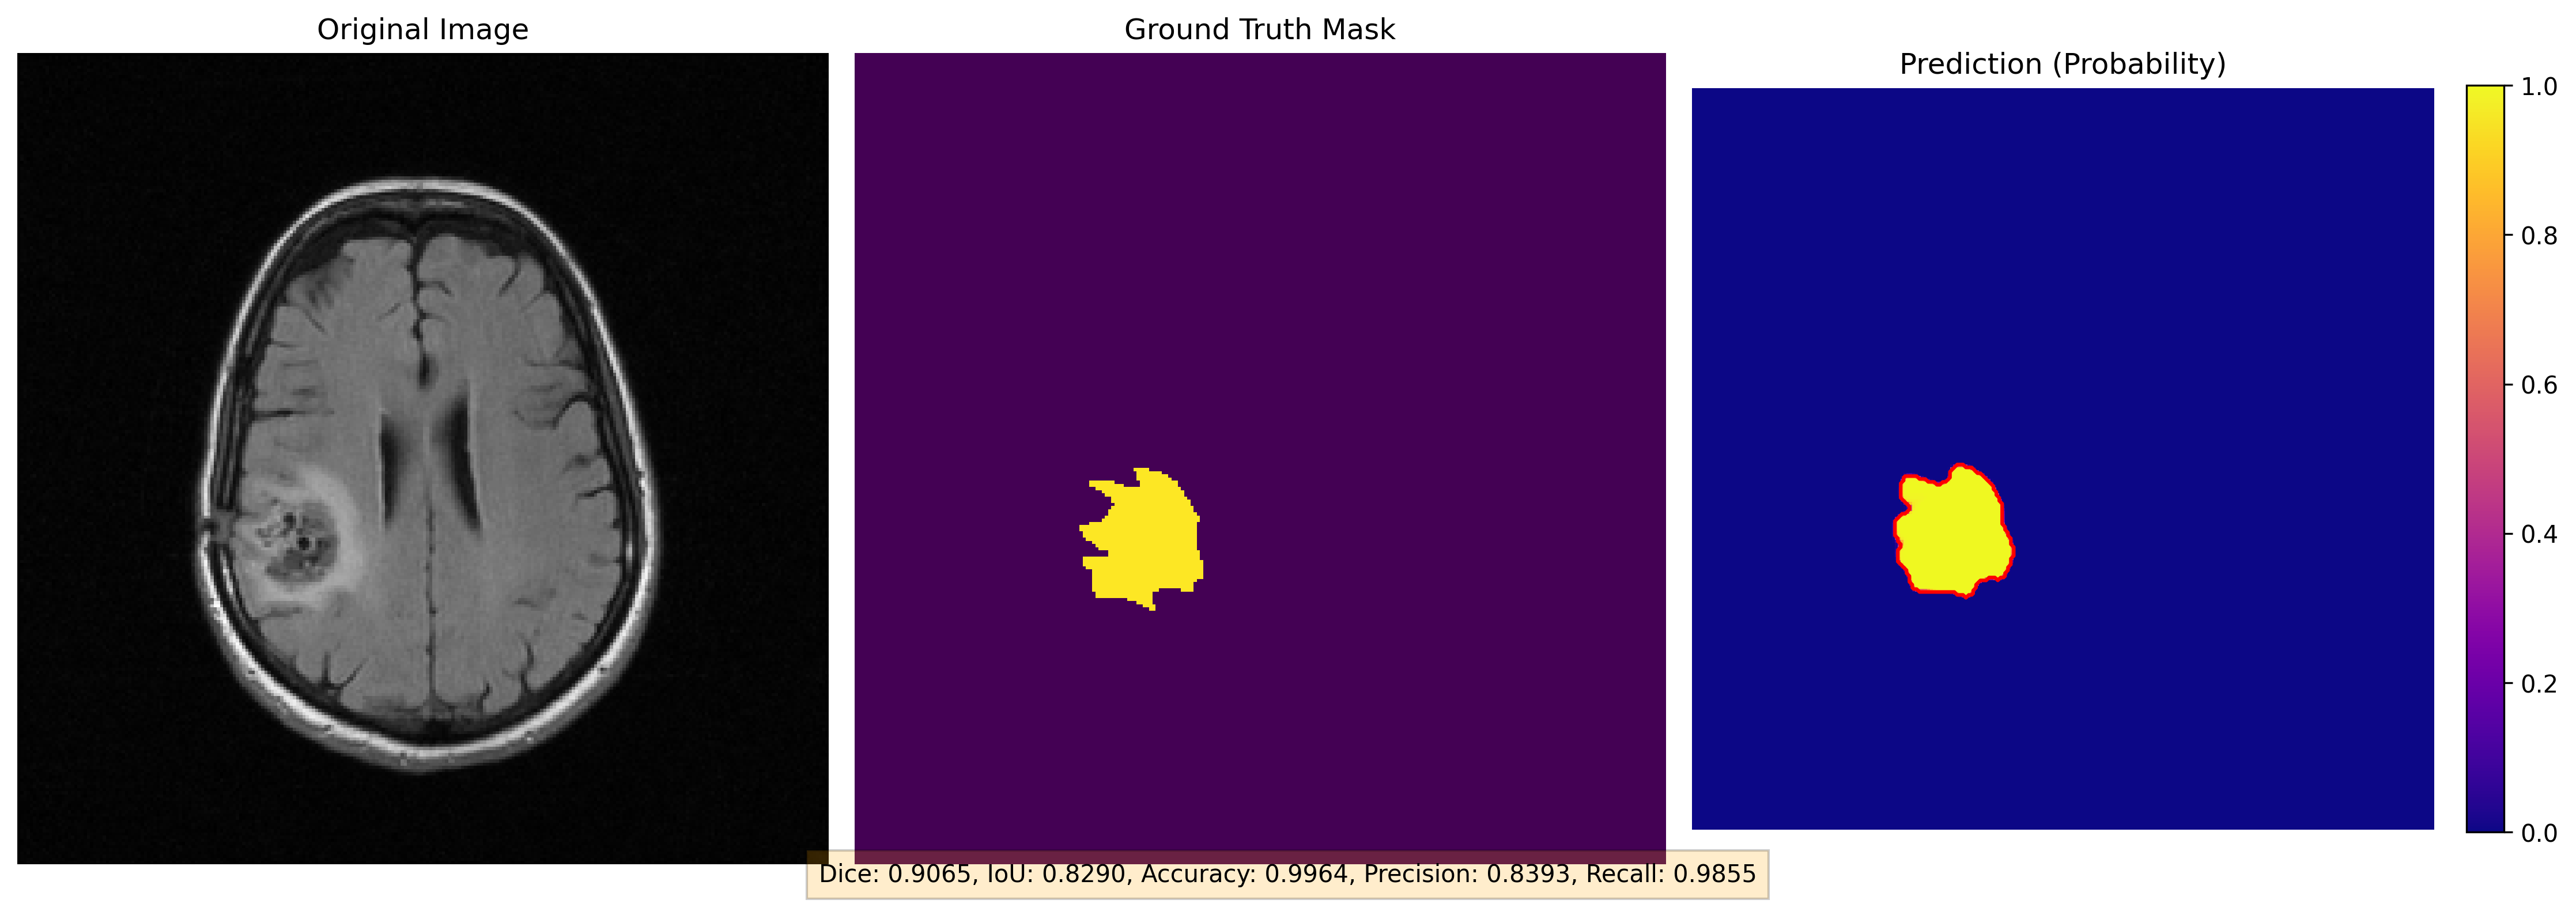 Original Image
Ground Truth Mask
Prediction (Probability)
1.0
0.8
0.6
0.4
0.2
0.0
Dice: 0.9065, IoU: 0.8290, Accuracy: 0.9964, Precision: 0.8393, Recall: 0.9855